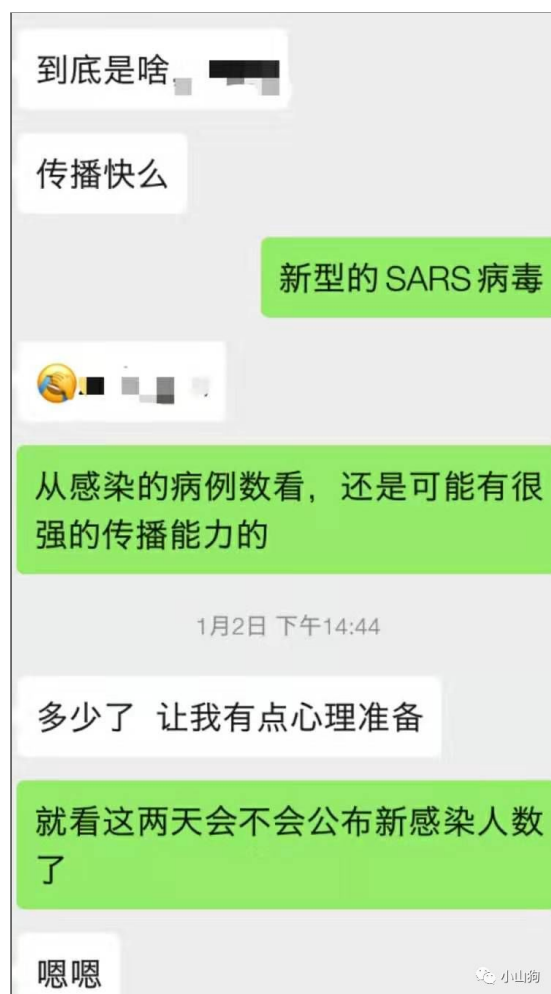 到底是啥,
传播快么
新型的SARS病毒
从感染的病例数看，还是可能有很
强的传播能力的
1月2日 下午14:44
多少了 让我有点心理准备
就看这两天会不会公布新感染人数
了
嗯嗯
小山狗